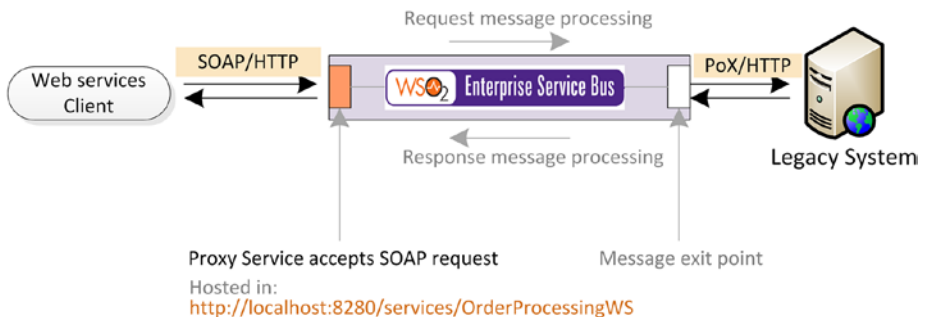 Request message processing
SOAP/HTTP
PoX/HTTP
Web services
Client
WSO2 Enterprise Service Bus
Response message processing
Legacy System
Proxy Service accepts SOAP request
Message exit point
Hosted in:
http://localhost:8280/services/OrderProcessingWS